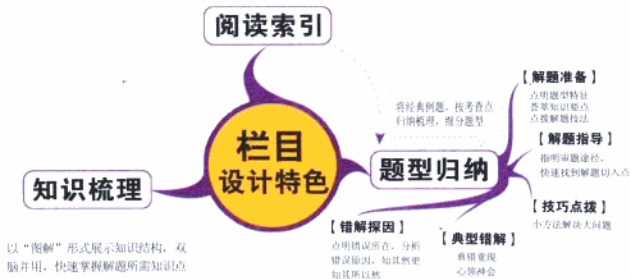 阅读索引
栏目
设计特色
知识梳理
以“图解”形式展示知识结构，双
脑并用，快速掌握解题所需知识点
题型归纳
将经典例题，按考查点
归纳梳理，细分题型
【解题准备】
点明题型特征
荟萃知识要点
点拨解题技法
【解题指导】
指明审题途径，
快速找到解题切入点
【技巧点拨】
小方法解决大问题
【典型错解】
典错重现
心领神会
【错解探因】
点明错误所在，分析
错误原因，知其然更
知其所以然